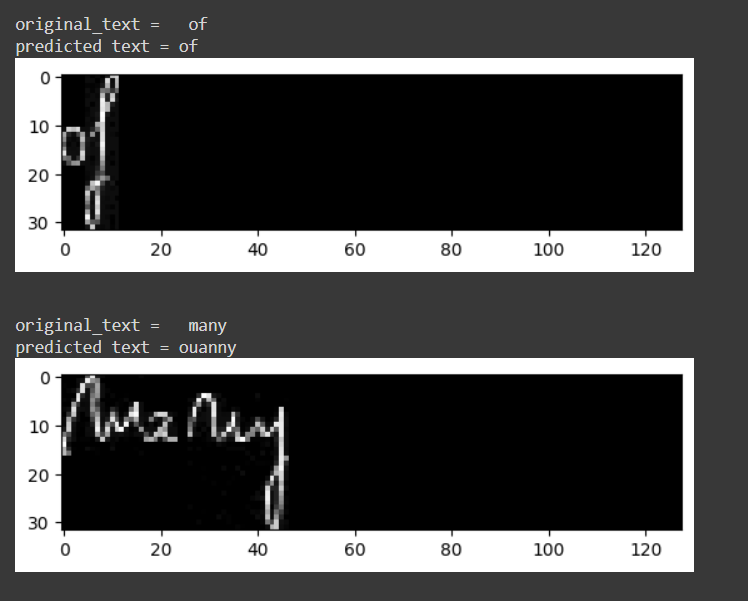 original_text =   of
predicted text = of
0
10
20
30
of
0 20 40 60 80 100 120
original_text =   many
predicted text = ouanny
0
10
20
30
many
0 20 40 60 80 100 120